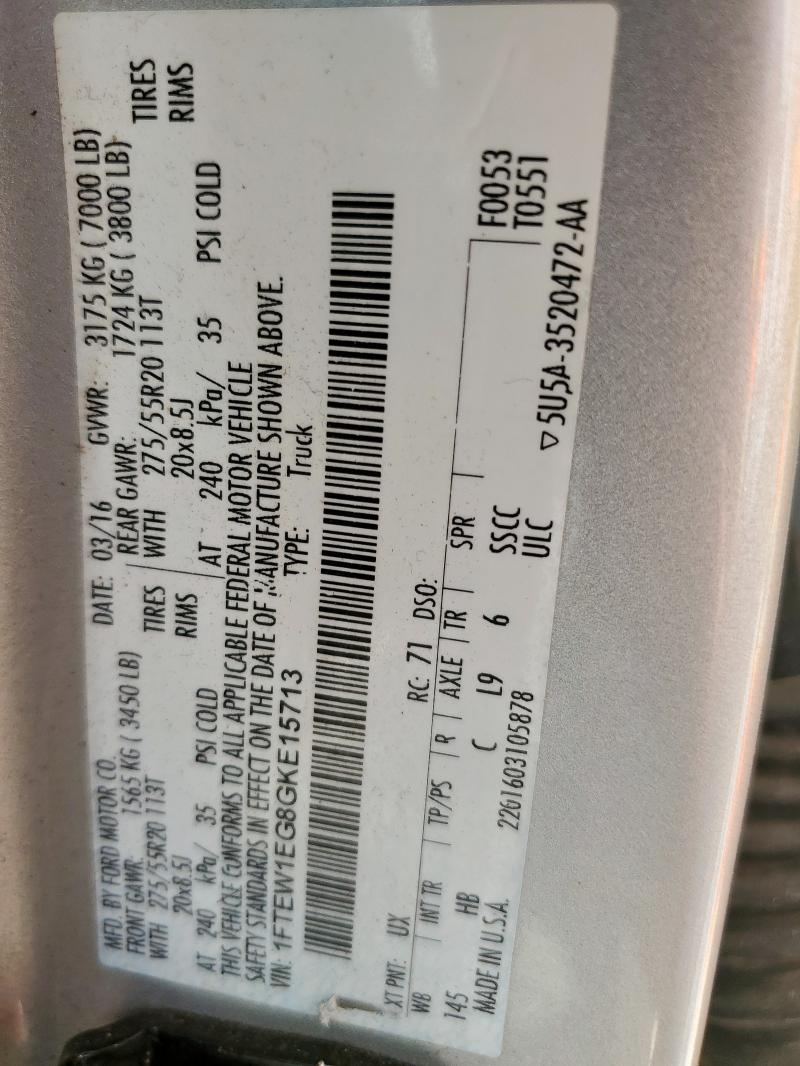 MFD. BY FORD MOTOR CO. DATE: 03/16 GVWR: 3175 KG ( 7000 LB)
FRONT GAWR: 1565 KG ( 3450 LB) REAR GAWR: 1724 KG ( 3800 LB)
WITH 275/55R20 113T TIRES WITH 275/55R20 113T TIRES
20x8.5J RIMS 20x8.5J RIMS
AT 240 kPa/ 35 PSI COLD AT 240 kPa/ 35 PSI COLD
THIS VEHICLE CONFORMS TO ALL APPLICABLE FEDERAL MOTOR VEHICLE
SAFETY STANDARDS IN EFFECT ON THE DATE OF MANUFACTURE SHOWN ABOVE.
VIN: 1FTEW1EG8GKE15713 TYPE: Truck
XT PNT: UX RC: 71 DSO:
WB INT TR TP/PS R AXLE TR SPR F0053
145 HB C L9 6 SSCC T0551
MADE IN U.S.A. 2261603105878 ULC
▽5U5A-3520472-AA